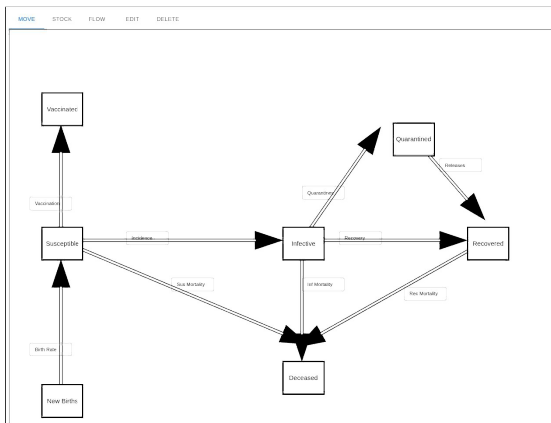 MOVE STOCK FLOW EDIT DELETE
Vaccinated
Quarantined
Releases
Quarantine
Vaccination
Susceptible
Incidence
Infective
Recovery
Recovered
Sus Mortality
Inf Mortality
Rec Mortality
Birth Rate
Deceased
New Births